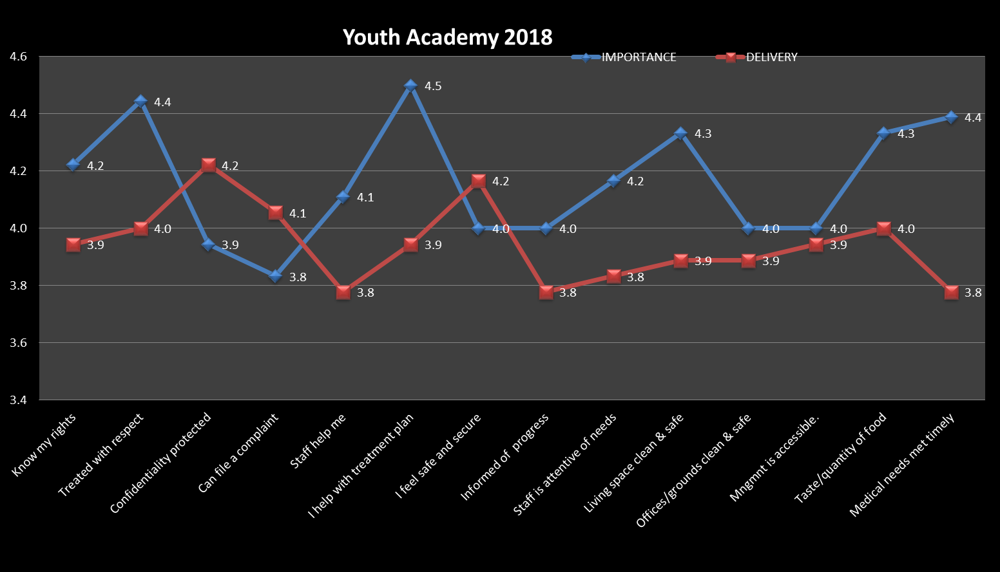 Youth Academy 2018
IMPORTANCE DELIVERY
4.6
4.4
4.2
4.0
3.8
3.6
3.4
4.2 4.4 3.9 3.8 4.1 4.5 4.0 4.0 4.2 4.3 4.0 4.0 4.3 4.4
3.9 4.0 4.2 4.1 3.8 3.9 4.2 3.8 3.8 3.9 3.9 3.9 4.0 3.8
Know my rights
Treated with respect
Confidentiality protected
Can file a complaint
Staff help me
I help with treatment plan
I feel safe and secure
Informed of progress
Staff is attentive of needs
Living space clean & safe
Offices/grounds clean & safe
Mngmnt is accessible.
Taste/quantity of food
Medical needs met timely